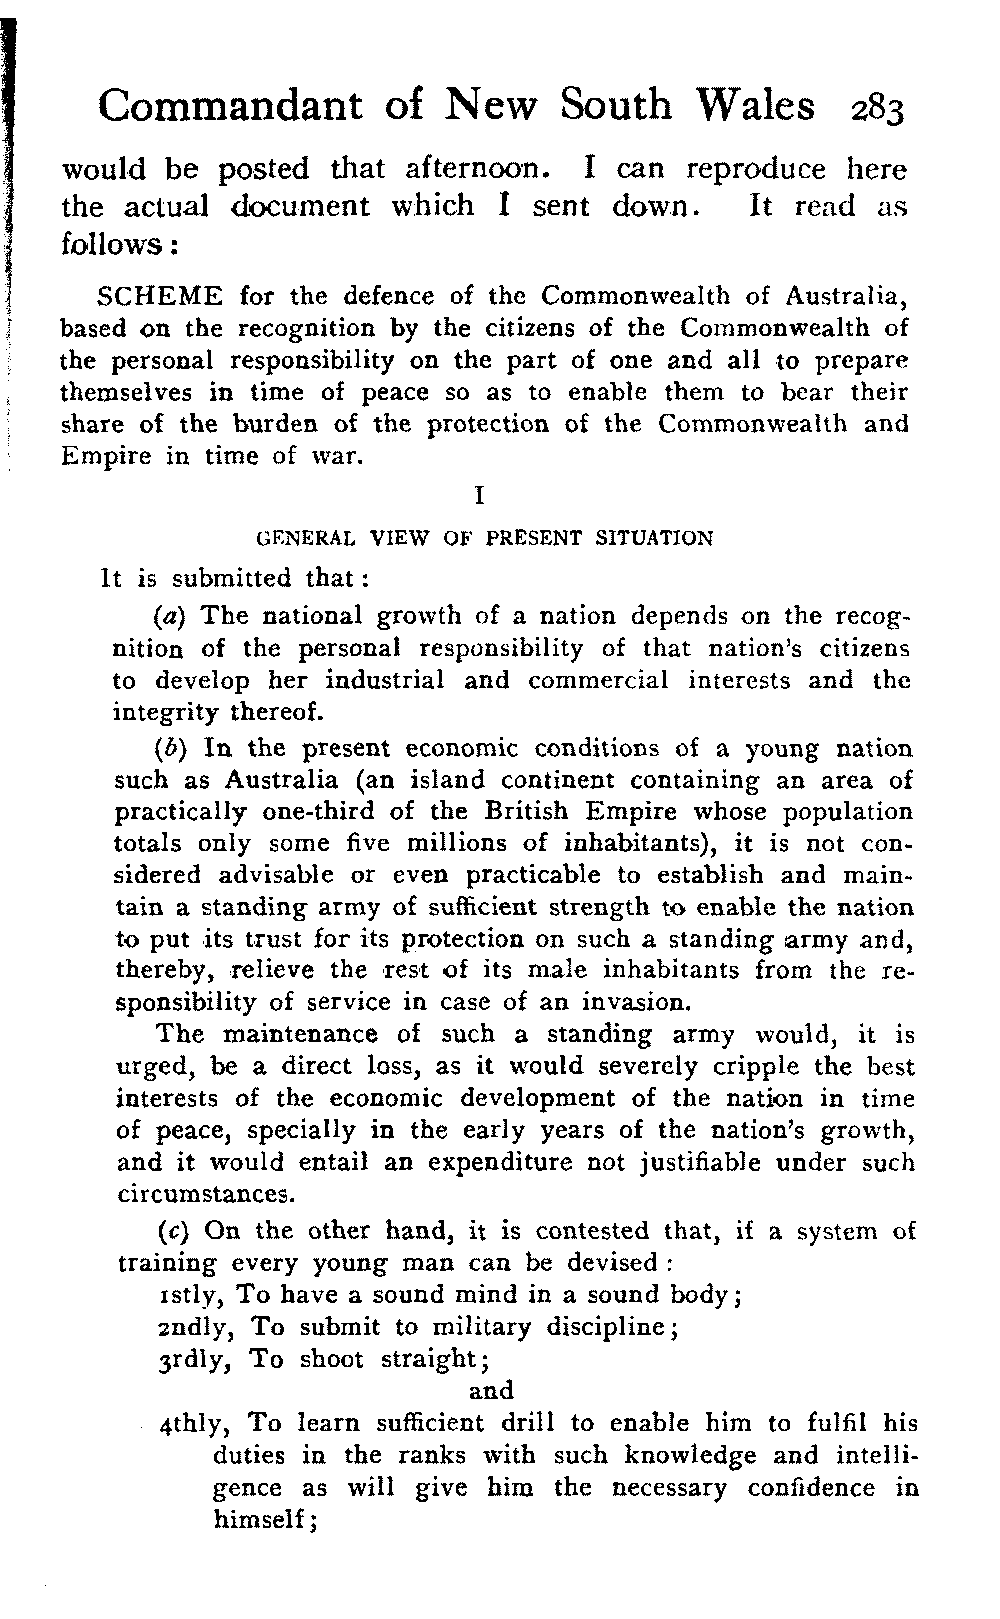 Commandant of New South Wales 283
would be posted that afternoon. I can reproduce here
the actual document which I sent down. It read as
follows:
SCHEME for the defence of the Commonwealth of Australia,
based on the recognition by the citizens of the Commonwealth of
the personal responsibility on the part of one and all to prepare
themselves in time of peace so as to enable them to bear their
share of the burden of the protection of the Commonwealth and
Empire in time of war.
I
GENERAL VIEW OF PRESENT SITUATION
It is submitted that:
(a) The national growth of a nation depends on the recog-
nition of the personal responsibility of that nation's citizens
to develop her industrial and commercial interests and the
integrity thereof.
(b) In the present economic conditions of a young nation
such as Australia (an island continent containing an area of
practically one-third of the British Empire whose population
totals only some five millions of inhabitants), it is not con-
sidered advisable or even practicable to establish and main-
tain a standing army of sufficient strength to enable the nation
to put its trust for its protection on such a standing army and,
thereby, relieve the rest of its male inhabitants from the re-
sponsibility of service in case of an invasion.
The maintenance of such a standing army would, it is
urged, be a direct loss, as it would severely cripple the best
interests of the economic development of the nation in time
of peace, specially in the early years of the nation's growth,
and it would entail an expenditure not justifiable under such
circumstances.
(c) On the other hand, it is contested that, if a system of
training every young man can be devised:
1stly, To have a sound mind in a sound body;
2ndly, To submit to military discipline;
3rdly, To shoot straight;
and
4thly, To learn sufficient drill to enable him to fulfil his
duties in the ranks with such knowledge and intelli-
gence as will give him the necessary confidence in
himself;